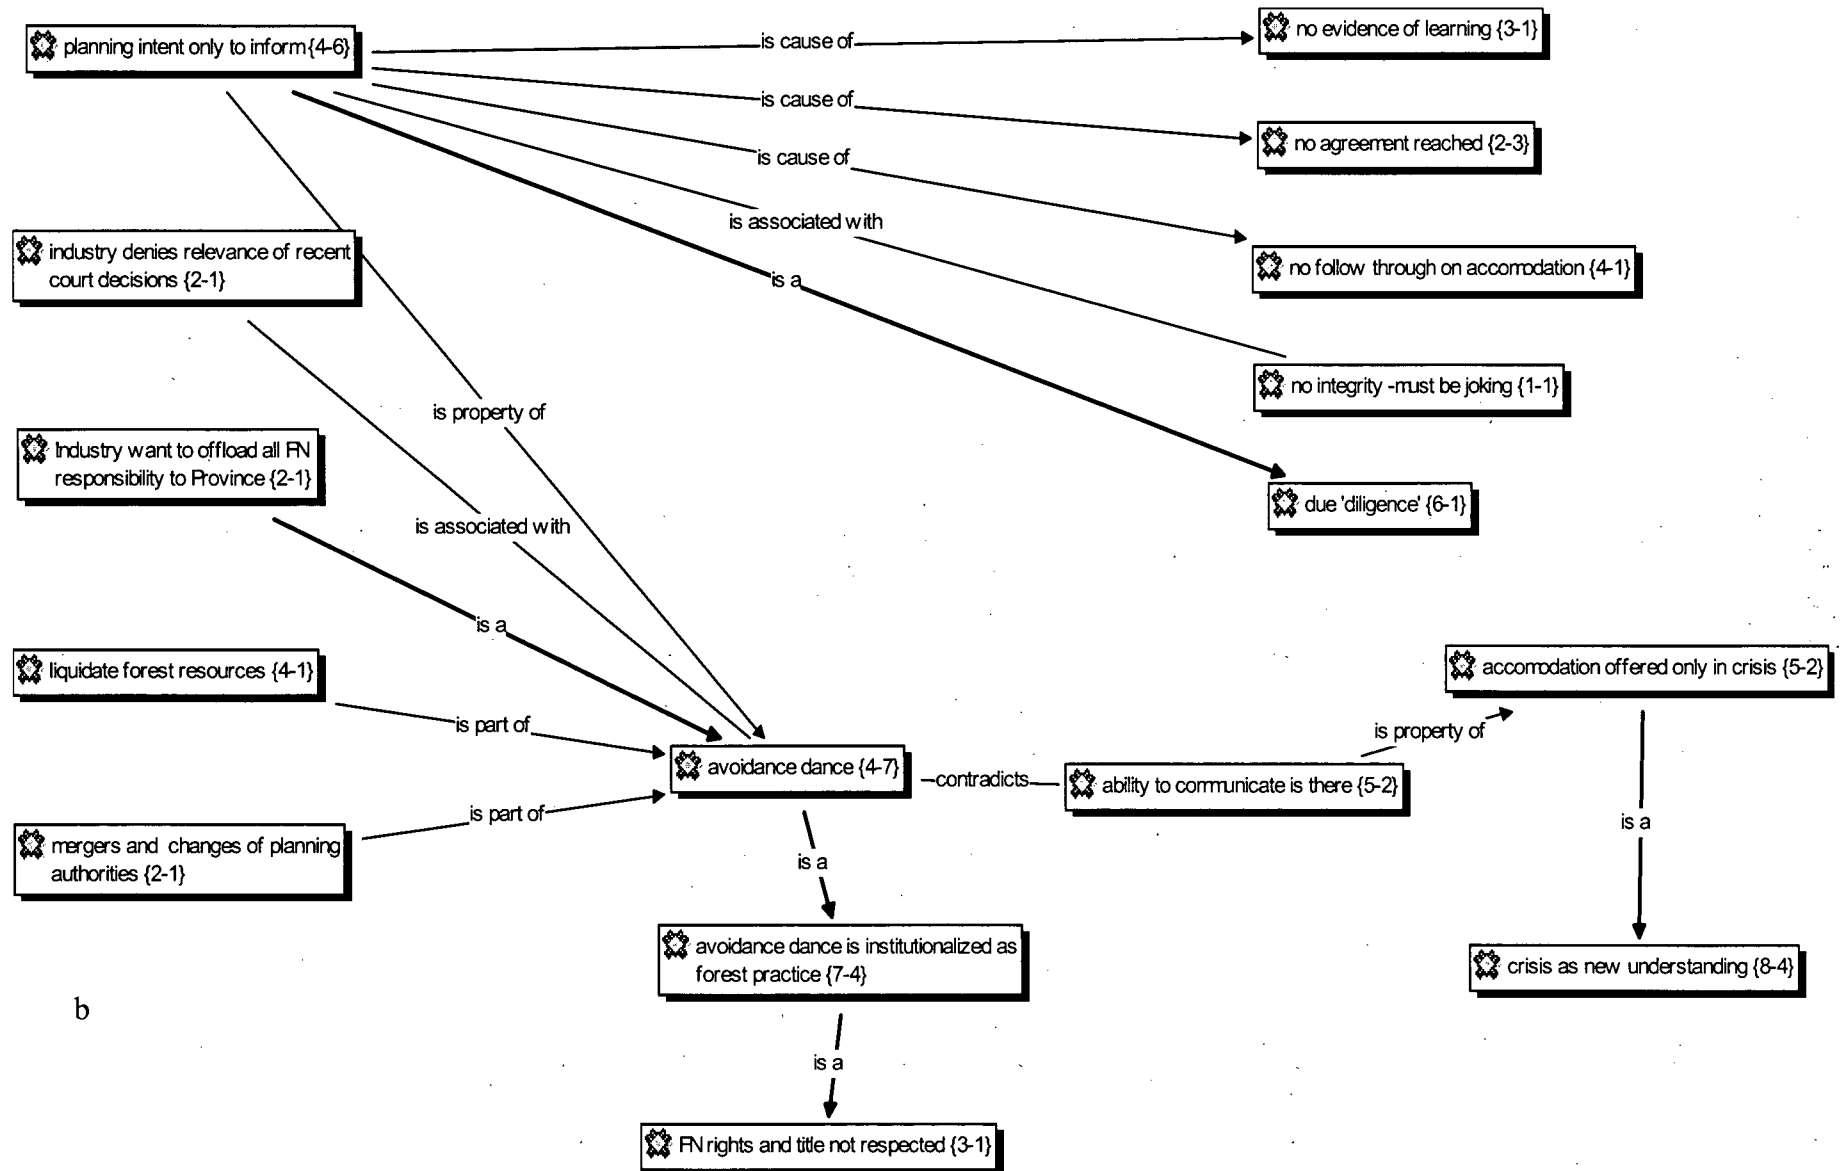 planning intent only to inform {4-6}
is cause of
no evidence of learning {3-1}
is cause of
no agreement reached {2-3}
is cause of
no follow through on accomodation {4-1}
is associated with
no integrity -must be joking {1-1}
is a
due 'diligence' {6-1}
industry denies relevance of recent
court decisions {2-1}
is property of
is associated with
Industry want to offload all FN
responsibility to Province {2-1}
is a
liquidate forest resources {4-1}
is part of
mergers and changes of planning
authorities {2-1}
is part of
avoidance dance {4-7}
contradicts
ability to communicate is there {5-2}
is property of
accomodation offered only in crisis {5-2}
is a
crisis as new understanding {8-4}
is a
avoidance dance is institutionalized as
forest practice {7-4}
is a
FN rights and title not respected {3-1}
b